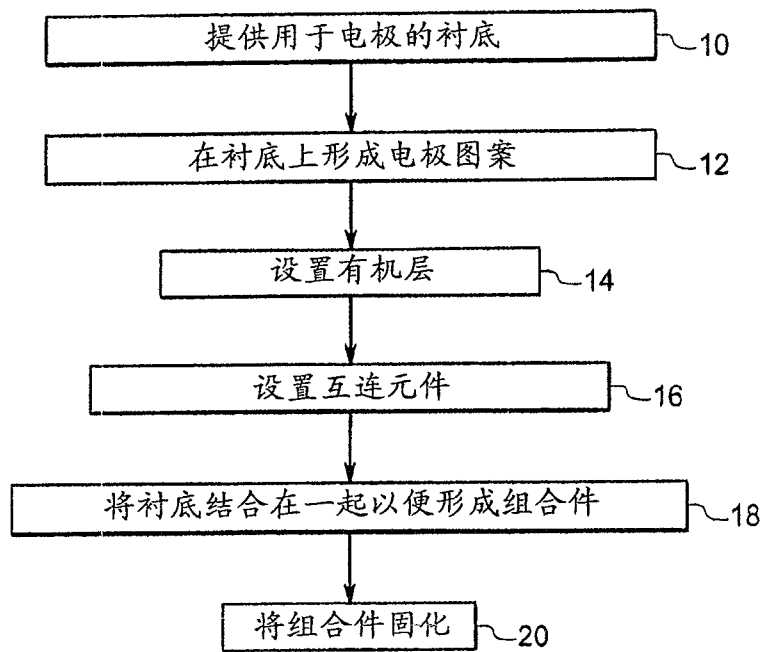 提供用于电极的衬底
10
在衬底上形成电极图案
12
设置有机层
14
设置互连元件
16
将衬底结合在一起以便形成组合件
18
将组合件固化
20